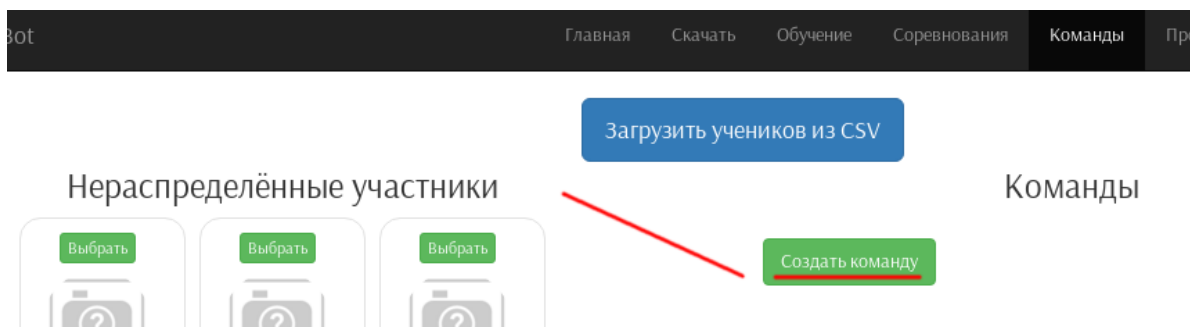 Bot Главная Скачать Обучение Соревнования Команды
Загрузить учеников из CSV
Нераспределённые участники Команды
Выбрать Выбрать Выбрать
Создать команду